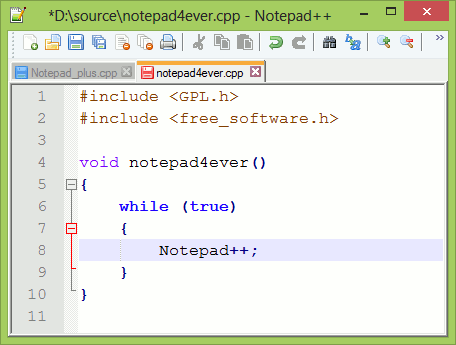 *D:\source\notepad4ever.cpp - Notepad++
Notepad_plus.cpp notepad4ever.cpp
1 #include <GPL.h>
2 #include <free_software.h>
3
4 void notepad4ever()
5 {
6 while (true)
7 {
8 Notepad++;
9 }
10 }
11